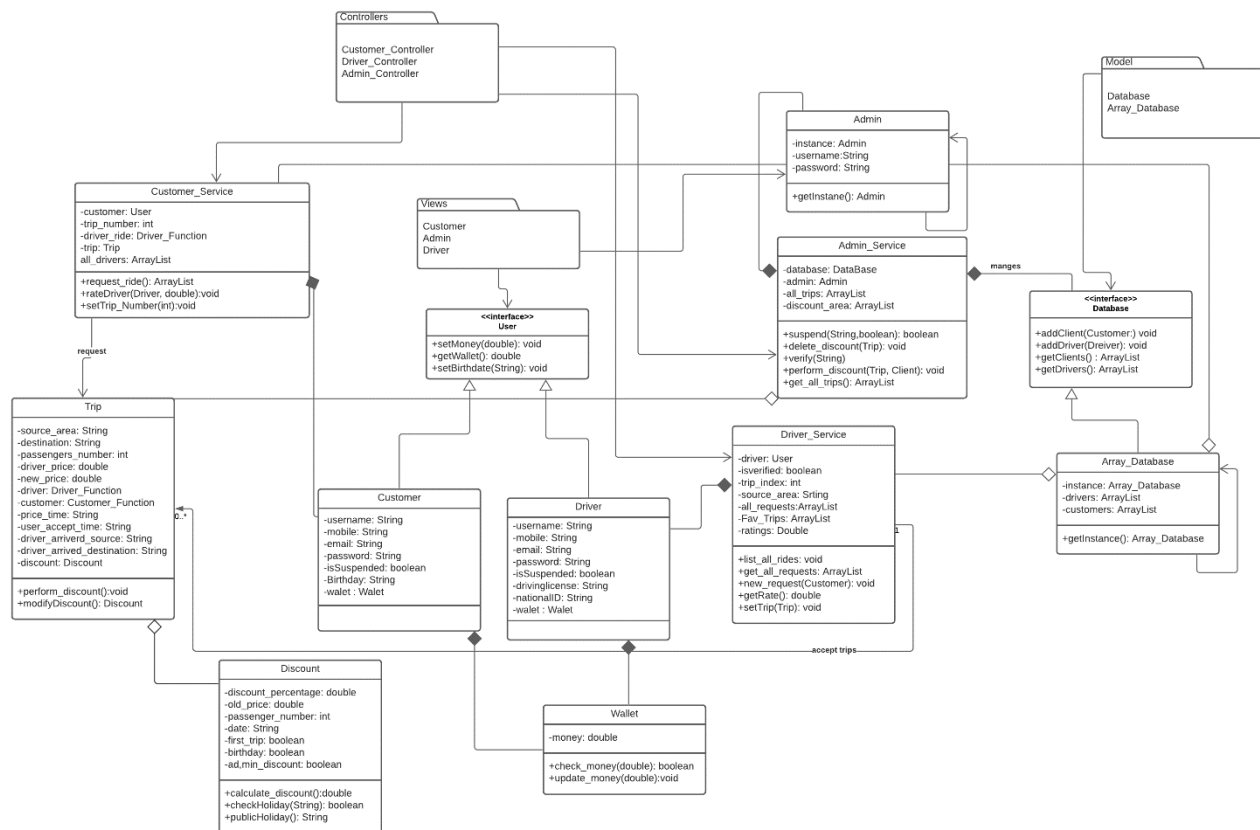 Controllers
Customer_Controller
Driver_Controller
Admin_Controller
Model
Database
Array_Database
Admin
-instance: Admin
-username:String
-password: String
+getInstane(): Admin
Customer_Service
-customer: User
-trip_number: int
-driver_ride: Driver_Function
-trip: Trip
all_drivers: ArrayList
+request_ride(): ArrayList
+rateDriver(Driver, double):void
+setTrip_Number(int):void
Views
Customer
Admin
Driver
Admin_Service
-database: DataBase
-admin: Admin
-all_trips: ArrayList
-discount_area: ArrayList
+suspend(String,boolean): boolean
+delete_discount(Trip): void
+verify(String)
+perform_discount(Trip, Client): void
+get_all_trips(): ArrayList
manges
<<interface>>
Database
+addClient(Customer:) void
+addDriver(Dreiver): void
+getClients() : ArrayList
+getDrivers(): ArrayList
<<interface>>
User
+setMoney(double): void
+getWallet(): double
+setBirthdate(String): void
request
Trip
-source_area: String
-destination: String
-passengers_number: int
-driver_price: double
-new_price: double
-driver: Driver_Function
-customer: Customer_Function
-price_time: String
-user_accept_time: String
-driver_arriverd_source: String
-driver_arrived_destination: String
-discount: Discount
+perform_discount():void
+modifyDiscount(): Discount
0..*
Customer
-username: String
-mobile: String
-email: String
-password: String
-isSuspended: boolean
-Birthday: String
-walet : Walet
Driver
-username: String
-mobile: String
-email: String
-password: String
-isSuspended: boolean
-drivinglicense: String
-nationalID: String
-walet : Walet
Driver_Service
-driver: User
-isverified: boolean
-trip_index: int
-source_area: Srting
-all_requests:ArrayList
-Fav_Trips: ArrayList
-ratings: Double
+list_all_rides: void
+get_all_requests: ArrayList
+new_request(Customer): void
+getRate(): double
+setTrip(Trip): void
1
Array_Database
-instance: Array_Database
-drivers: ArrayList
-customers: ArrayList
+getInstance(): Array_Database
accept trips
Discount
-discount_percentage: double
-old_price: double
-passenger_number: int
-date: String
-first_trip: boolean
-birthday: boolean
-ad,min_discount: boolean
+calculate_discount():double
+checkHoliday(String): boolean
+publicHoliday(): String
Wallet
-money: double
+check_money(double): boolean
+update_money(double):void